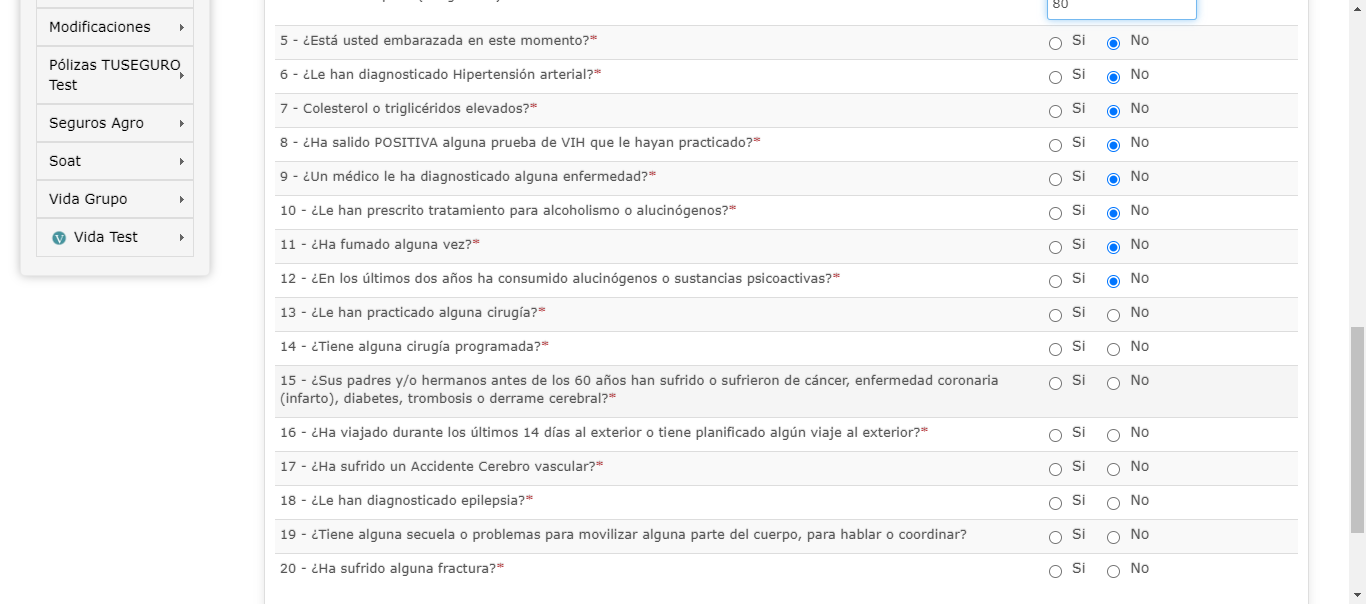 80
Modificaciones
Pólizas TUSEGURO
Test
Seguros Agro
Soat
Vida Grupo
V Vida Test
5 - ¿Está usted embarazada en este momento?* Si No
6 - ¿Le han diagnosticado Hipertensión arterial?* Si No
7 - Colesterol o triglicéridos elevados?* Si No
8 - ¿Ha salido POSITIVA alguna prueba de VIH que le hayan practicado?* Si No
9 - ¿Un médico le ha diagnosticado alguna enfermedad?* Si No
10 - ¿Le han prescrito tratamiento para alcoholismo o alucinógenos?* Si No
11 - ¿Ha fumado alguna vez?* Si No
12 - ¿En los últimos dos años ha consumido alucinógenos o sustancias psicoactivas?* Si No
13 - ¿Le han practicado alguna cirugía?* Si No
14 - ¿Tiene alguna cirugía programada?* Si No
15 - ¿Sus padres y/o hermanos antes de los 60 años han sufrido o sufrieron de cáncer, enfermedad coronaria Si No
(infarto), diabetes, trombosis o derrame cerebral?*
16 - ¿Ha viajado durante los últimos 14 días al exterior o tiene planificado algún viaje al exterior?* Si No
17 - ¿Ha sufrido un Accidente Cerebro vascular?* Si No
18 - ¿Le han diagnosticado epilepsia?* Si No
19 - ¿Tiene alguna secuela o problemas para movilizar alguna parte del cuerpo, para hablar o coordinar? Si No
20 - ¿Ha sufrido alguna fractura?* Si No